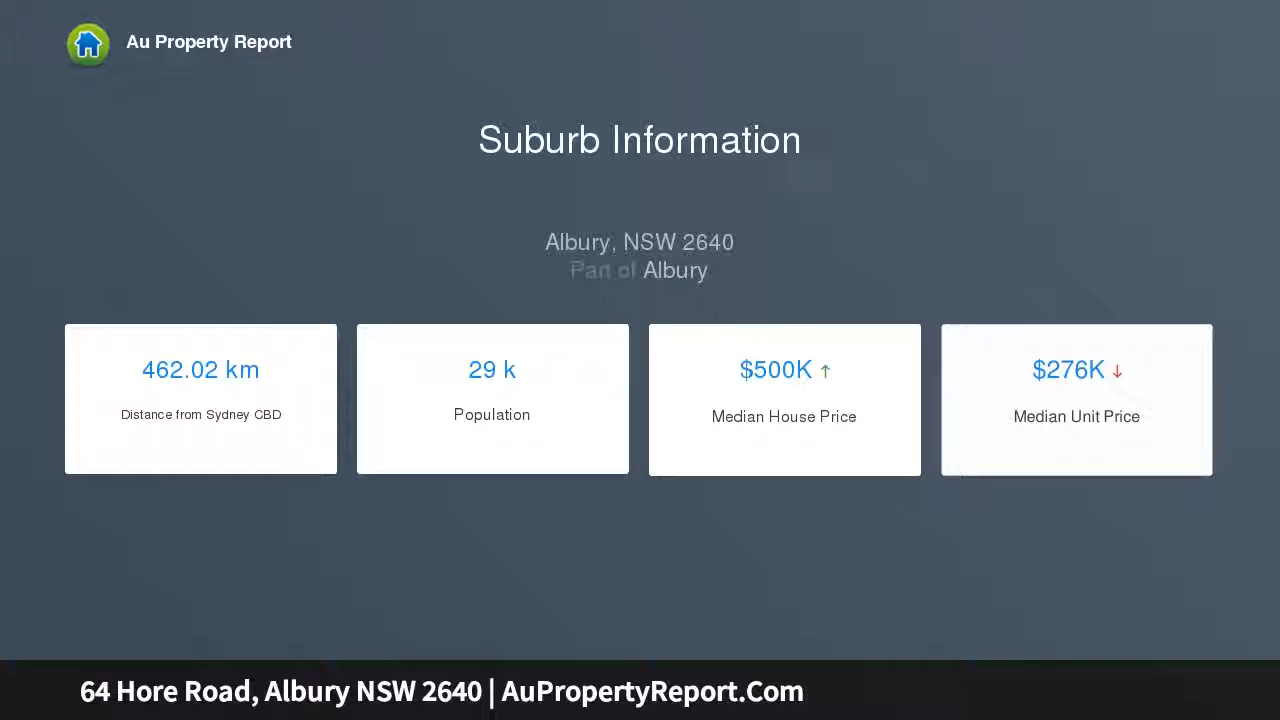 Au Property Report
Suburb Information
Albury, NSW 2640
Part of Albury
462.02 km
Distance from Sydney CBD
29 k
Population
$500K ↑
Median House Price
$276K ↓
Median Unit Price
64 Hore Road, Albury NSW 2640 | AuPropertyReport.Com